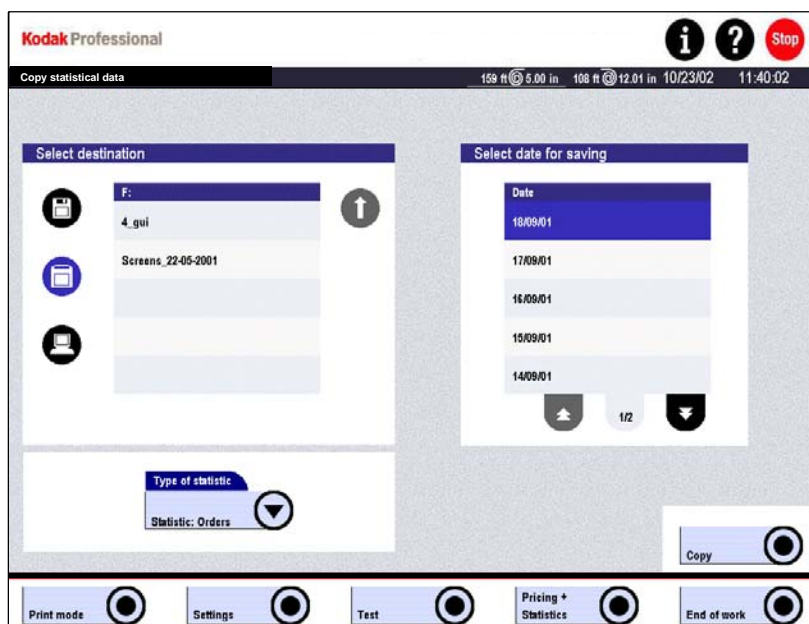 Kodak Professional
i ? Stop
Copy statistical data 159 ft @ 5.00 in 108 ft @ 12.01 in 10/23/02 11:40:02
Select destination
F:
4_gui
Screens_22-05-2001
Select date for saving
Date
18/09/01
17/09/01
16/09/01
15/09/01
14/09/01
1/2
Type of statistic
Statistic: Orders
Copy
Print mode
Settings
Test
Pricing +
Statistics
End of work